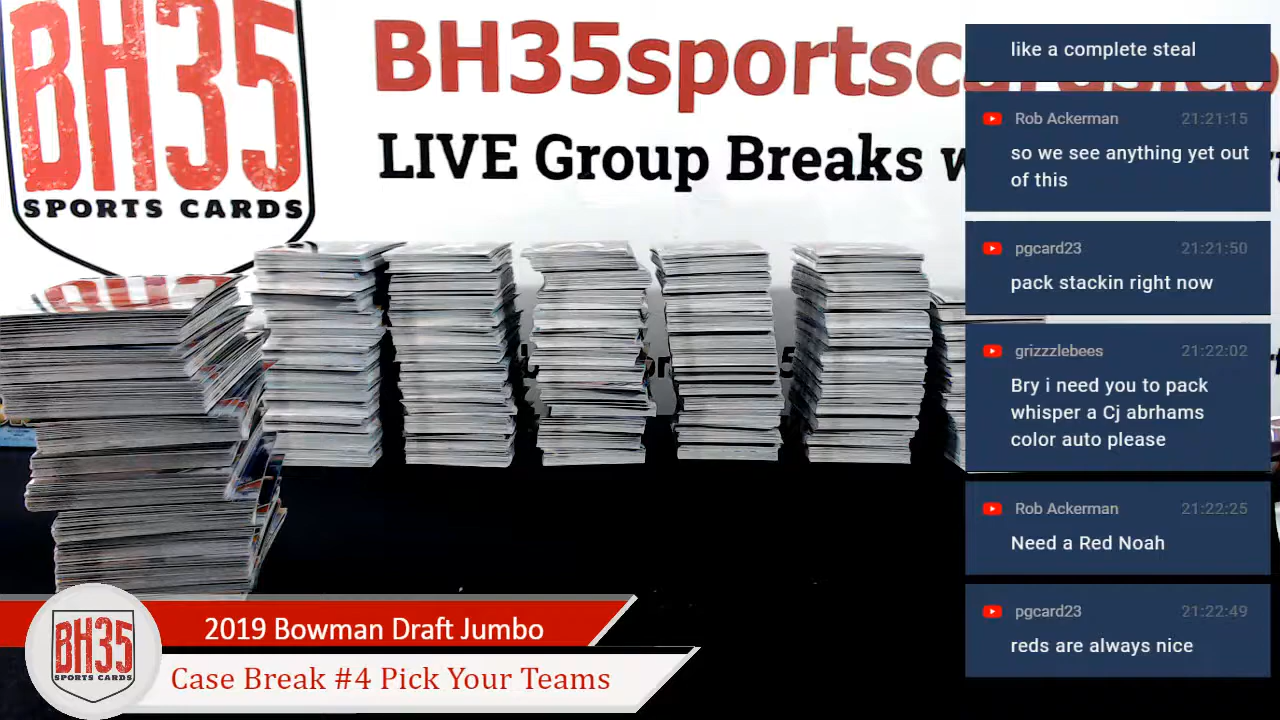 BH35
SPORTS CARDS
BH35sportsc
LIVE Group Breaks
like a complete steal
Rob Ackerman 21:21:15
so we see anything yet out
of this
pgcard23 21:21:50
pack stackin right now
grizzzlebees 21:22:02
Bry i need you to pack
whisper a Cj abrhams
color auto please
Rob Ackerman 21:22:25
Need a Red Noah
pgcard23 21:22:49
reds are always nice
BH35
SPORTS CARDS
2019 Bowman Draft Jumbo
Case Break #4 Pick Your Teams